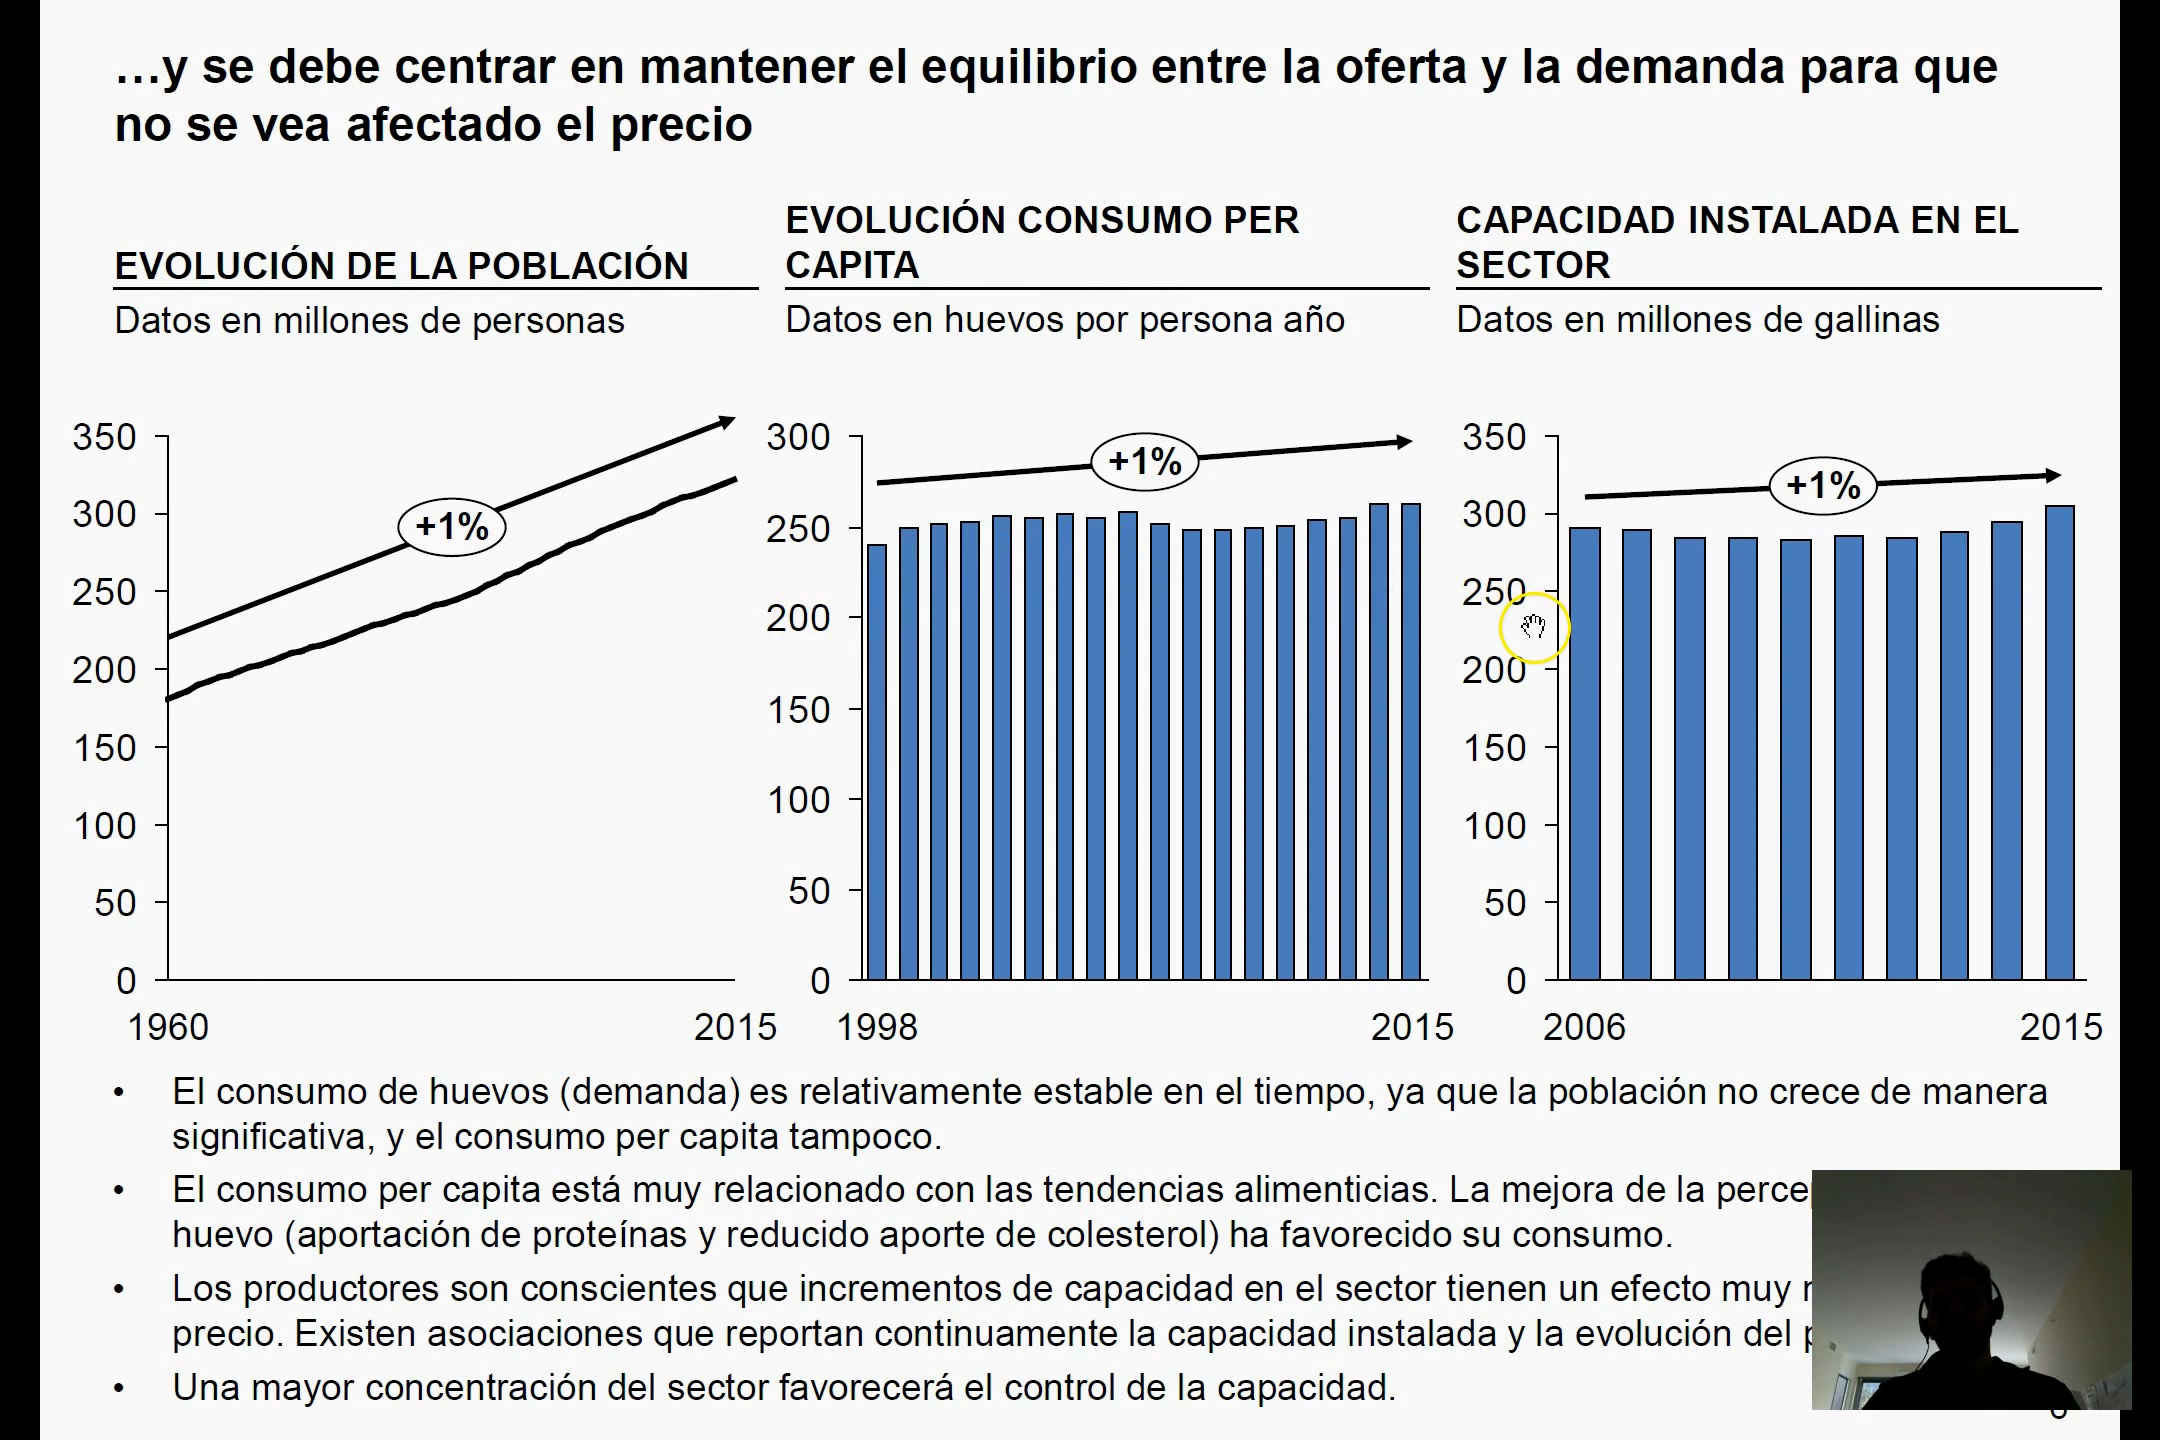 …y se debe centrar en mantener el equilibrio entre la oferta y la demanda para que
no se vea afectado el precio
EVOLUCIÓN DE LA POBLACIÓN
Datos en millones de personas
350
300
250
200
150
100
50
0
+1%
1960 2015
EVOLUCIÓN CONSUMO PER
CAPITA
Datos en huevos por persona año
300
250
200
150
100
50
0
+1%
1998 2015
CAPACIDAD INSTALADA EN EL
SECTOR
Datos en millones de gallinas
350
300
250
200
150
100
50
0
+1%
2006 2015
• El consumo de huevos (demanda) es relativamente estable en el tiempo, ya que la población no crece de manera
significativa, y el consumo per capita tampoco.
• El consumo per capita está muy relacionado con las tendencias alimenticias. La mejora de la
huevo (aportación de proteínas y reducido aporte de colesterol) ha favorecido su consumo.
• Los productores son conscientes que incrementos de capacidad en el sector tienen un efecto muy
precio. Existen asociaciones que reportan continuamente la capacidad instalada y la evolución del
• Una mayor concentración del sector favorecerá el control de la capacidad.